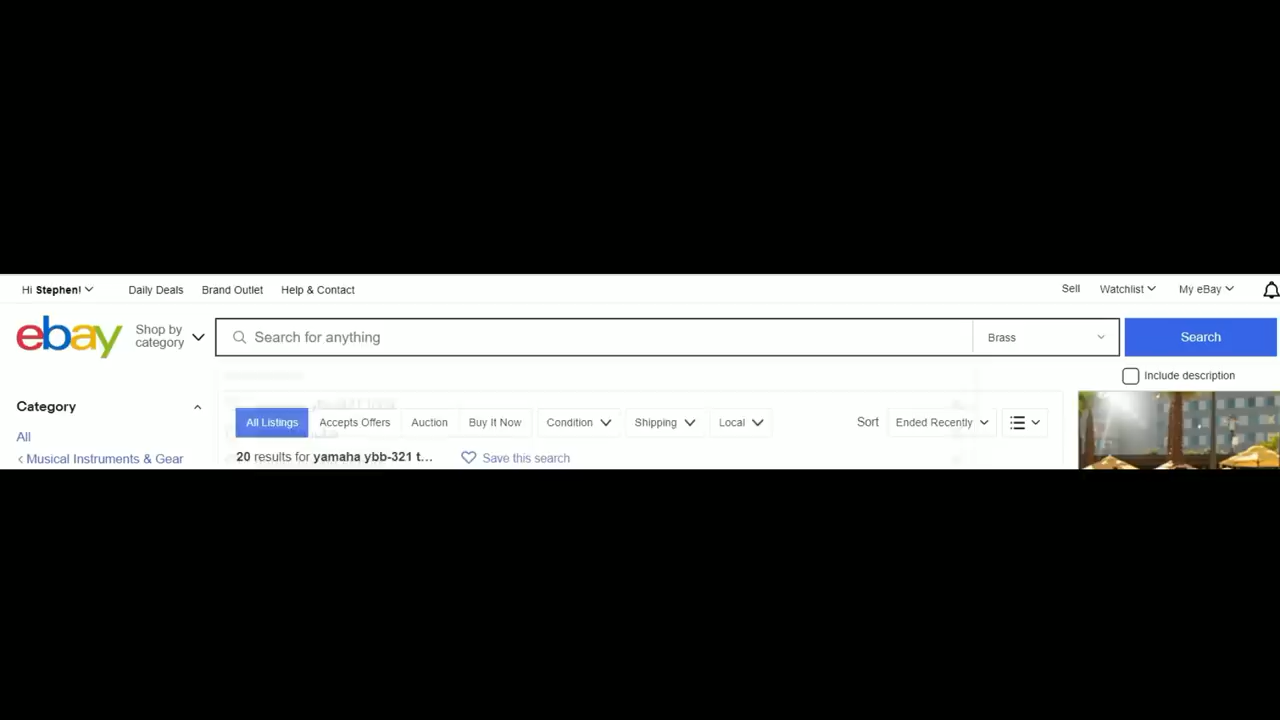 Hi Stephen! Daily Deals Brand Outlet Help & Contact Sell Watchlist My eBay
ebay
Shop by
category
Search for anything
Brass
Search
Include description
Category
All Listings Accepts Offers Auction Buy It Now Condition Shipping Local Sort Ended Recently
All
20 results for yamaha ybb-321 t... Save this search
Musical Instruments & Gear